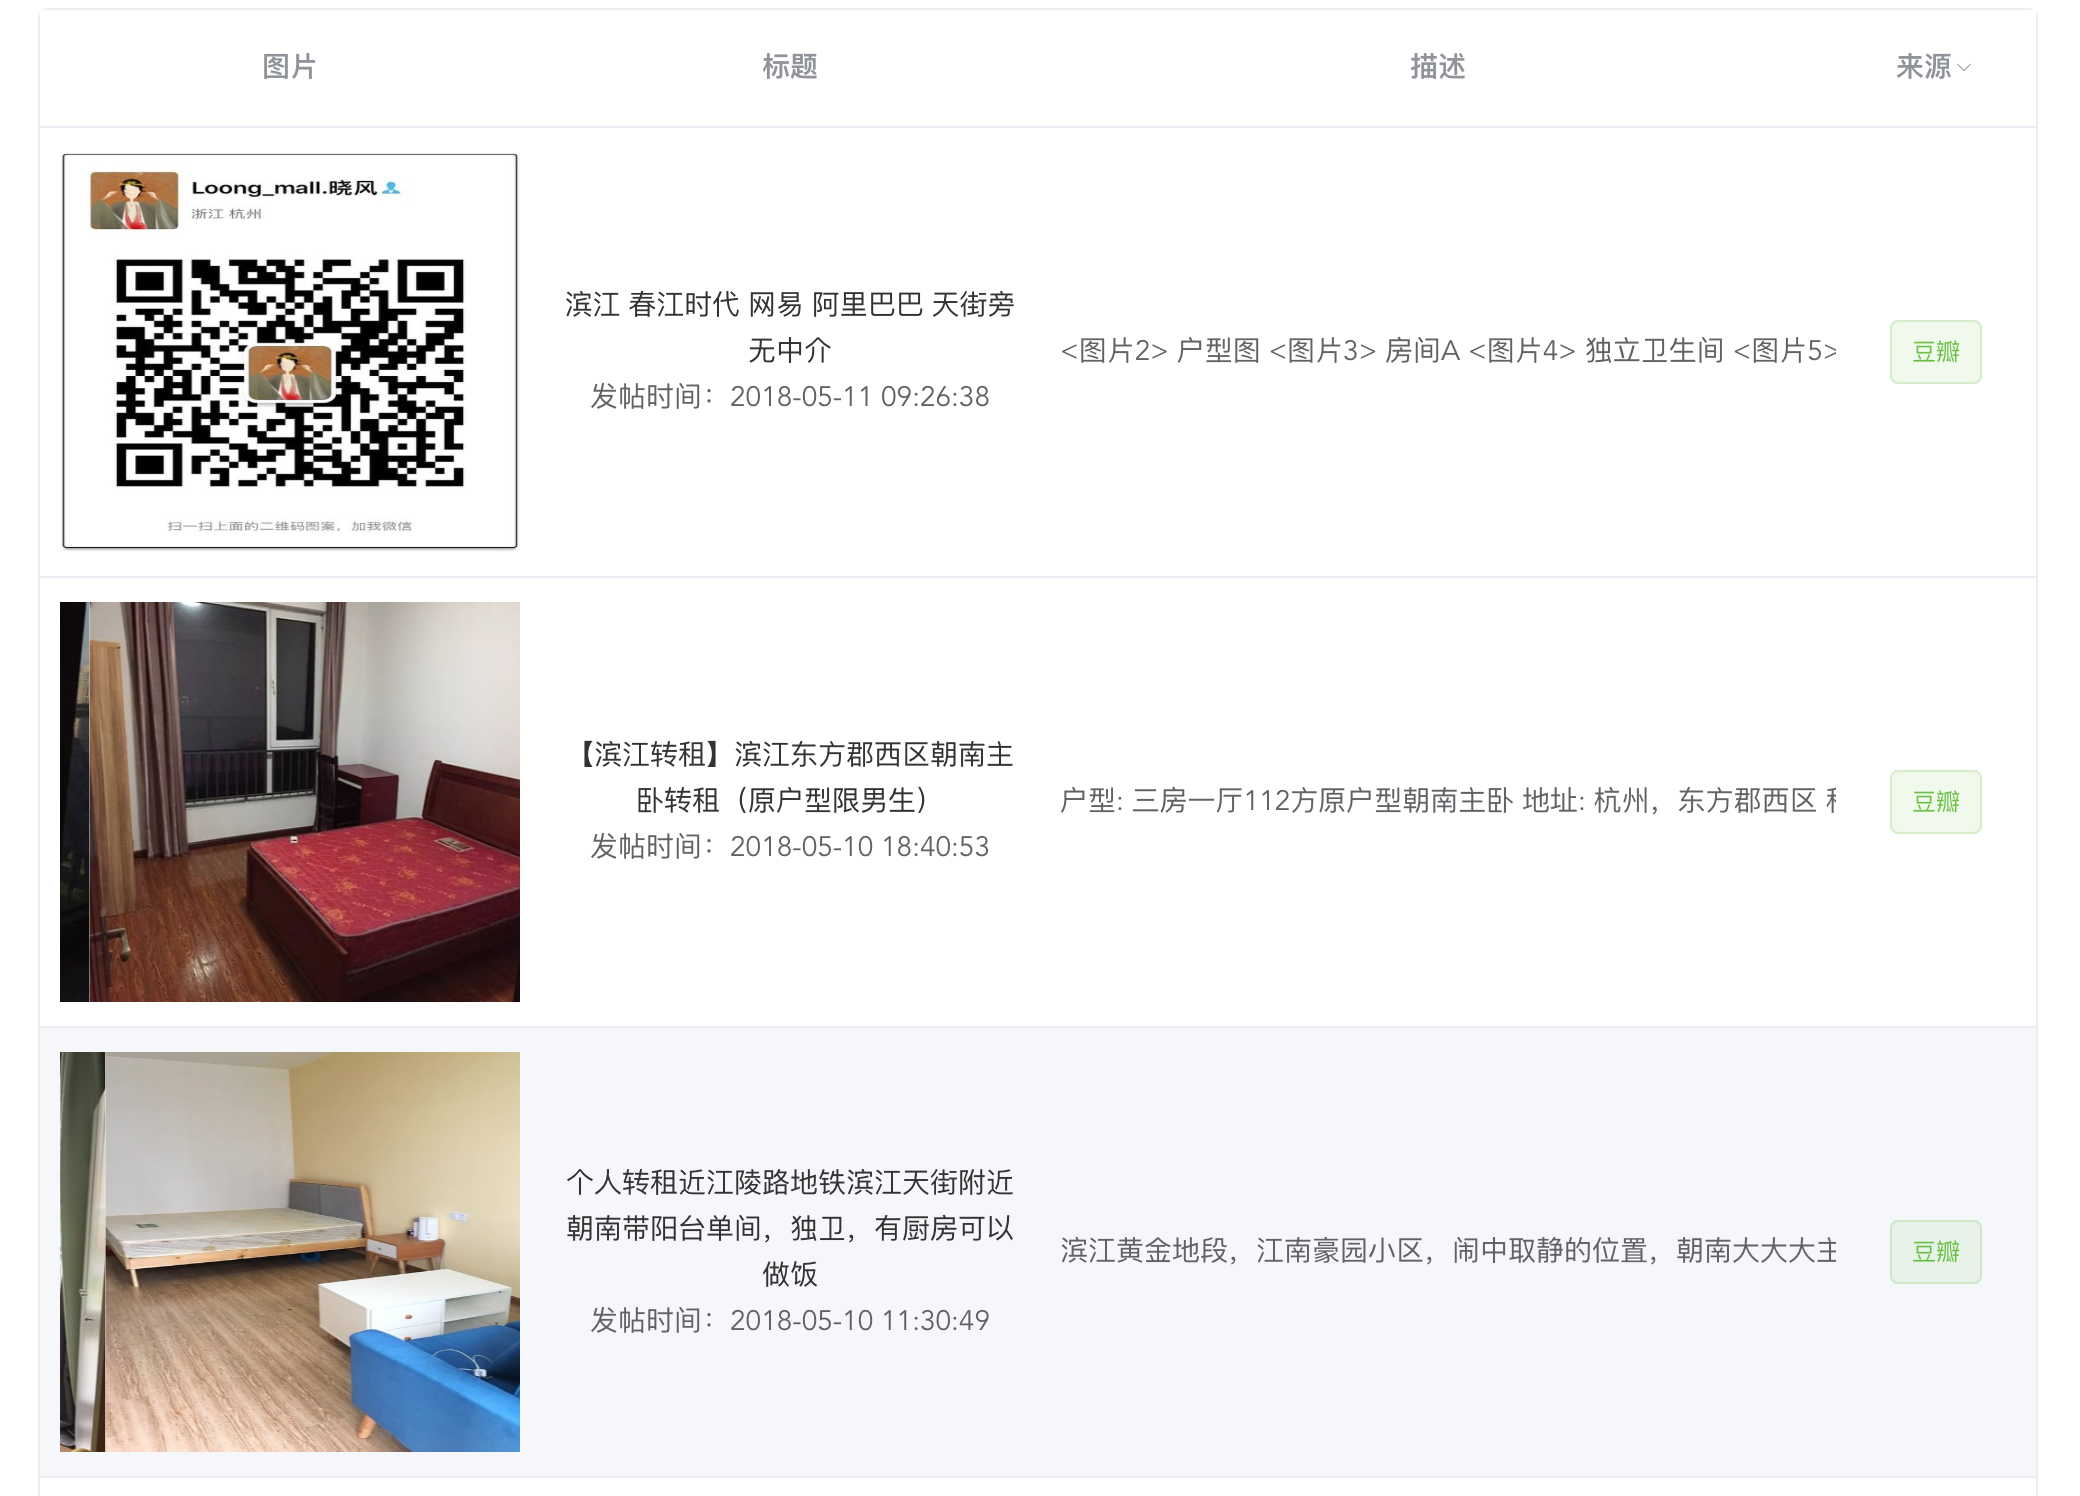 图片
标题
描述
来源
Loong_mall.晓风
浙江 杭州
扫一扫上面的二维码图案，加我微信
滨江 春江时代 网易 阿里巴巴 天街旁
无中介
发帖时间：2018-05-11 09:26:38
<图片2> 户型图 <图片3> 房间A <图片4> 独立卫生间 <图片5>
豆瓣
【滨江转租】滨江东方郡西区朝南主
卧转租（原户型限男生）
发帖时间：2018-05-10 18:40:53
户型: 三房一厅112方原户型朝南主卧 地址: 杭州，东方郡西区
豆瓣
个人转租近江陵路地铁滨江天街附近
朝南带阳台单间，独卫，有厨房可以
做饭
发帖时间：2018-05-10 11:30:49
滨江黄金地段，江南豪园小区，闹中取静的位置，朝南大大大主
豆瓣